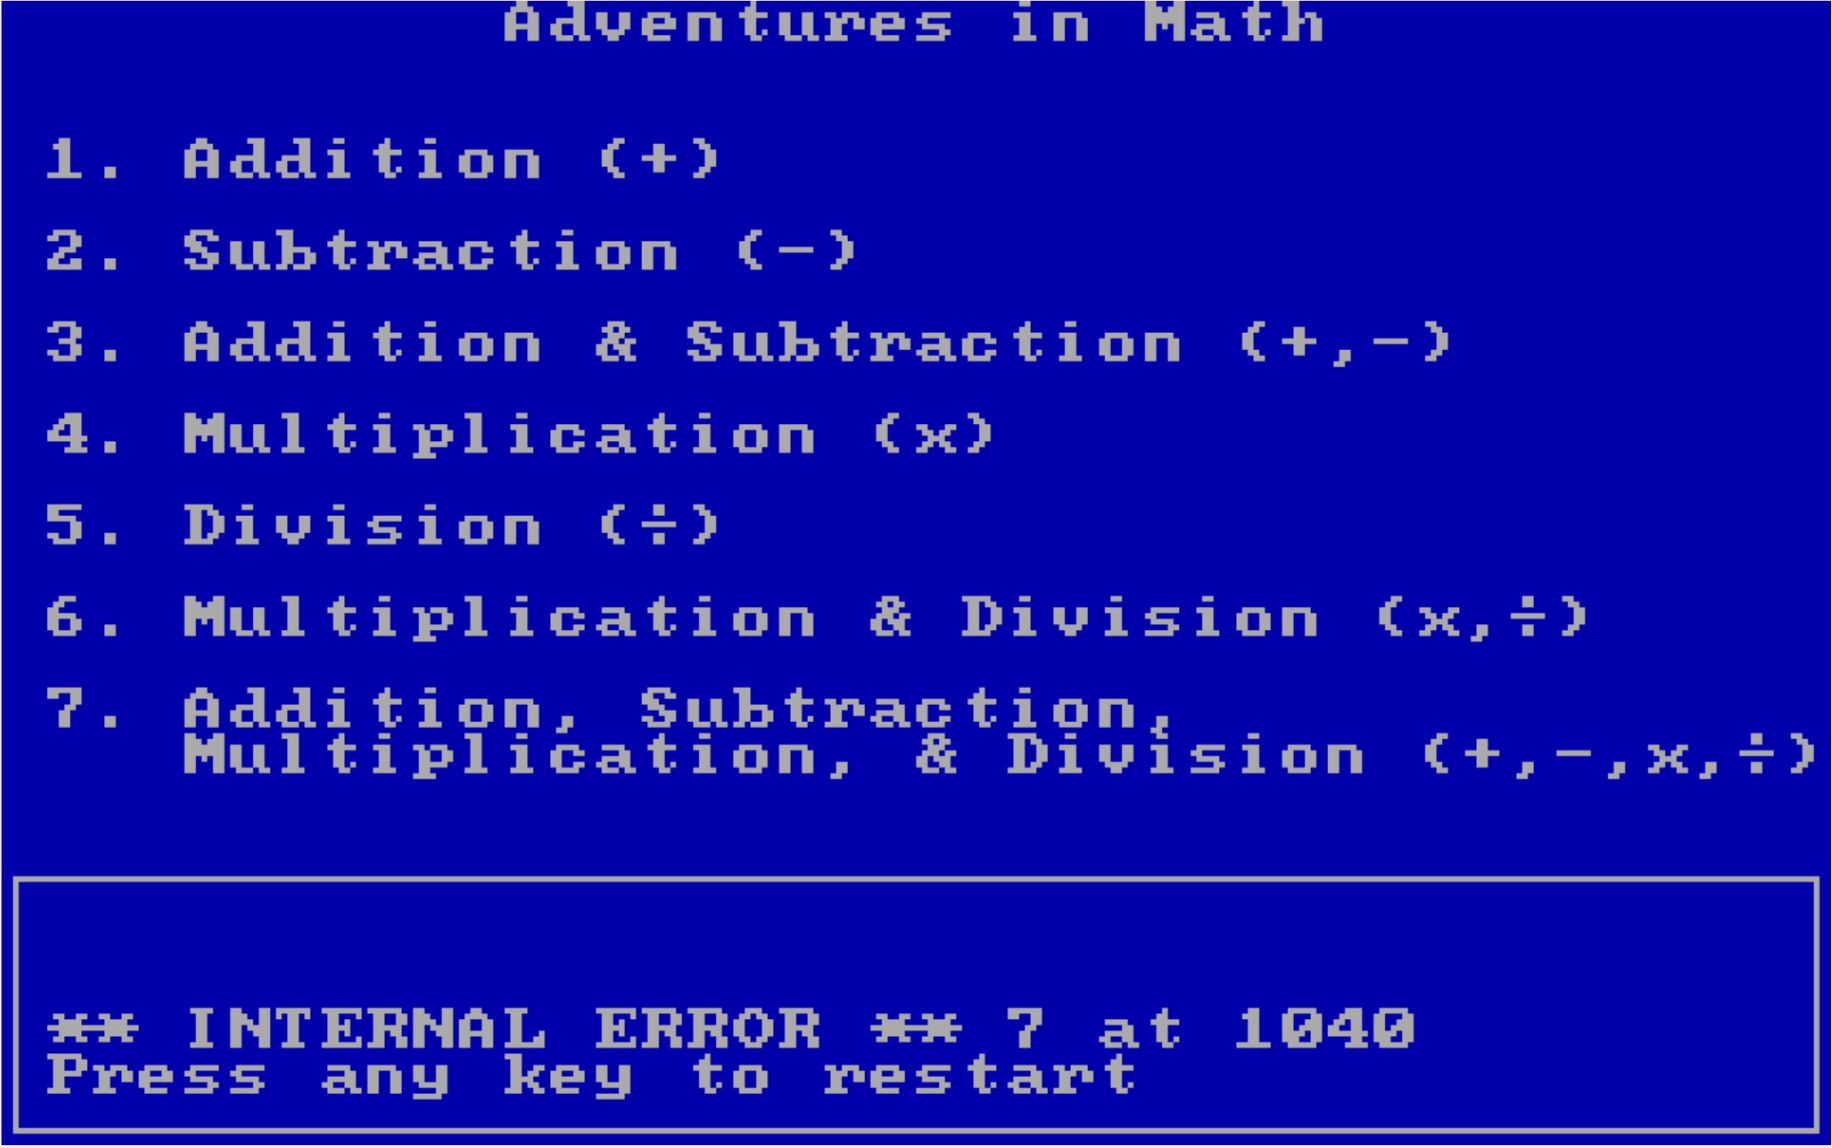 Adventures in Math
1. Addition (+)
2. Subtraction (-)
3. Addition & Subtraction (+,-)
4. Multiplication (x)
5. Division (÷)
6. Multiplication & Division (x,÷)
7. Addition, Subtraction,
Multiplication, & Division (+,-,x,÷)
** INTERNAL ERROR ** 7 at 1040
Press any key to restart